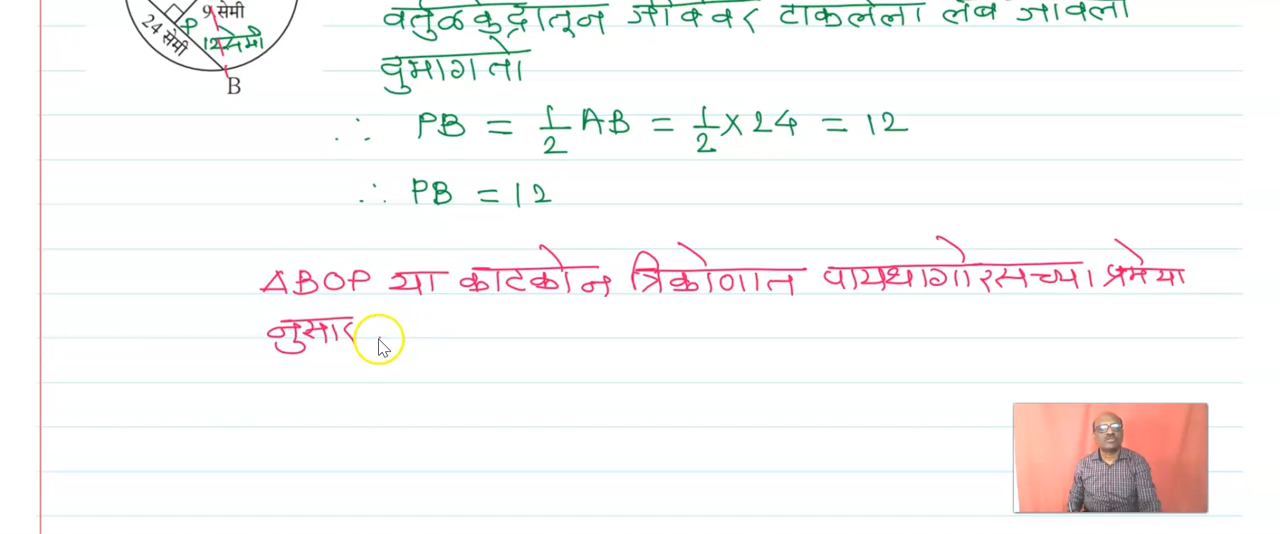 9 सेमी
P
12 सेमी
24 सेमी
B
वर्तुळकेंद्रातून जीवेवर टाकलेला लंब जीवेला
दुभागतो
∴ PB = 1/2 AB = 1/2 × 24 = 12
∴ PB = 12
ΔBOP या काटकोन त्रिकोणात पायथागोरसच्या प्रमेया
नुसार